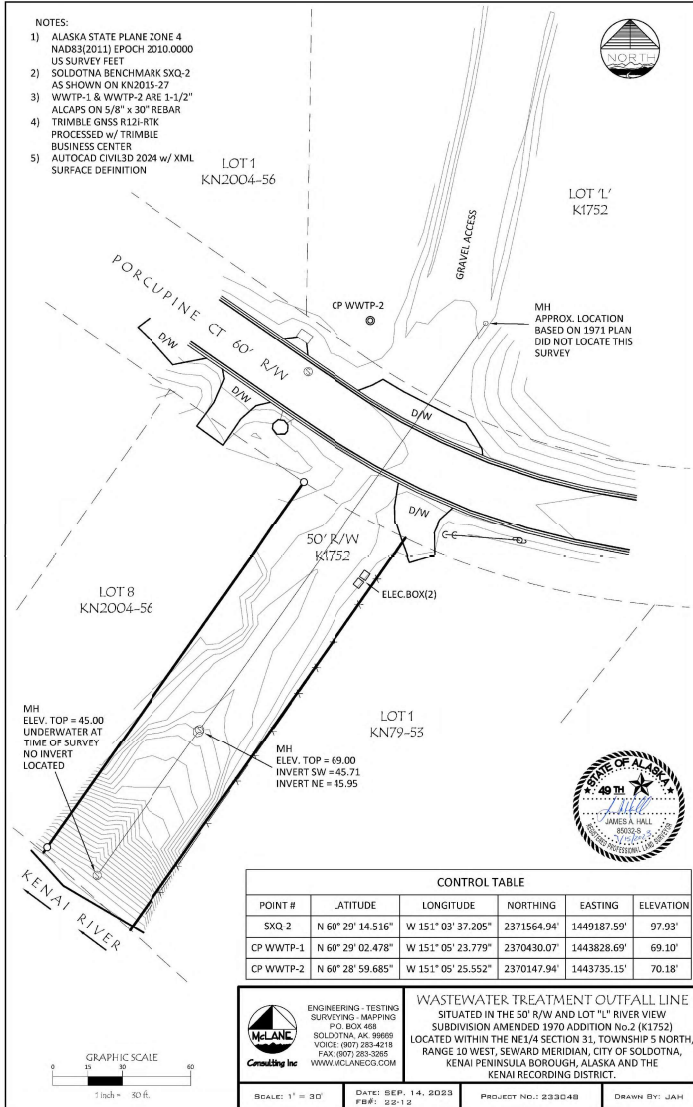 NOTES:
1) ALASKA STATE PLANE ZONE 4
NAD83(2011) EPOCH 2010.0000
US SURVEY FEET
2) SOLDOTNA BENCHMARK SXQ-2
AS SHOWN ON KN2015-27
3) WWTP-1 & WWTP-2 ARE 1-1/2"
ALCAPS ON 5/8" x 30" REBAR
4) TRIMBLE GNSS R12i-RTK
PROCESSED w/ TRIMBLE
BUSINESS CENTER
5) AUTOCAD CIVIL3D 2024 w/ XML
SURFACE DEFINITION
NORTH
LOT 1
KN2004-56
LOT 'L'
K1752
GRAVEL ACCESS
PORCUPINE CT 60' R/W
CP WWTP-2
MH
APPROX. LOCATION
BASED ON 1971 PLAN
DID NOT LOCATE THIS
SURVEY
D/W
D/W
S
D/W
D/W
50' R/W
K1752
ELEC.BOX(2)
LOT 8
KN2004-56
LOT 1
KN79-53
MH
ELEV. TOP = 45.00
UNDERWATER AT
TIME OF SURVEY
NO INVERT
LOCATED
MH
ELEV. TOP = 69.00
INVERT SW =45.71
INVERT NE = 15.95
KENAI RIVER
STATE OF ALASKA
49 TH
JAMES A. HALL
85032-S
REGISTERED PROFESSIONAL LAND SURVEYOR
CONTROL TABLE
POINT # .ATITUDE LONGITUDE NORTHING EASTING ELEVATION
SXQ 2 N 60° 29' 14.516" W 151° 03' 37.205" 2371564.94' 1449187.59' 97.93'
CP WWTP-1 N 60° 29' 02.478" W 151° 05' 23.779" 2370430.07' 1443828.69' 69.10'
CP WWTP-2 N 60° 28' 59.685" W 151° 05' 25.552" 2370147.94' 1443735.15' 70.18'
GRAPHIC SCALE
0 15 30 60
1 inch = 30 ft.
McLANE
Consulting Inc
ENGINEERING - TESTING
SURVEYING - MAPPING
P.O. BOX 468
SOLDOTNA, AK. 99669
VOICE: (907) 283-4218
FAX: (907) 283-3265
WWW.MCLANECG.COM
WASTEWATER TREATMENT OUTFALL LINE
SITUATED IN THE 50' R/W AND LOT "L" RIVER VIEW
SUBDIVISION AMENDED 1970 ADDITION No.2 (K1752)
LOCATED WITHIN THE NE1/4 SECTION 31, TOWNSHIP 5 NORTH,
RANGE 10 WEST, SEWARD MERIDIAN, CITY OF SOLDOTNA,
KENAI PENINSULA BOROUGH, ALASKA AND THE
KENAI RECORDING DISTRICT.
SCALE: 1" = 30'
DATE: SEP. 14, 2023
FB#: 22-12
PROJECT NO.: 233048
DRAWN BY: JAH